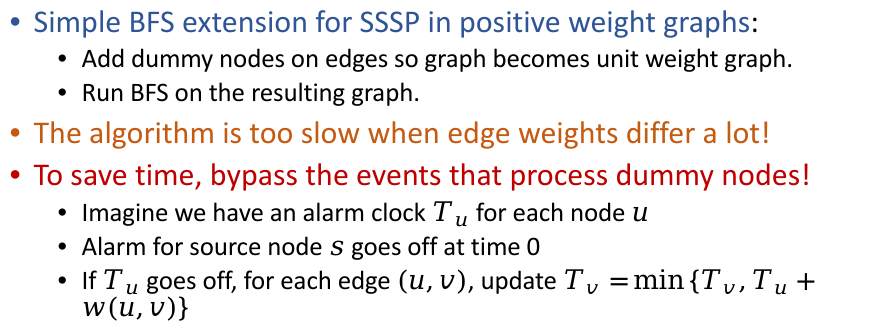 • Simple BFS extension for SSSP in positive weight graphs:
• Add dummy nodes on edges so graph becomes unit weight graph.
• Run BFS on the resulting graph.
• The algorithm is too slow when edge weights differ a lot!
• To save time, bypass the events that process dummy nodes!
• Imagine we have an alarm clock T_u for each node u
• Alarm for source node s goes off at time 0
• If T_u goes off, for each edge (u, v), update T_v = min{T_v, T_u +
w(u, v)}